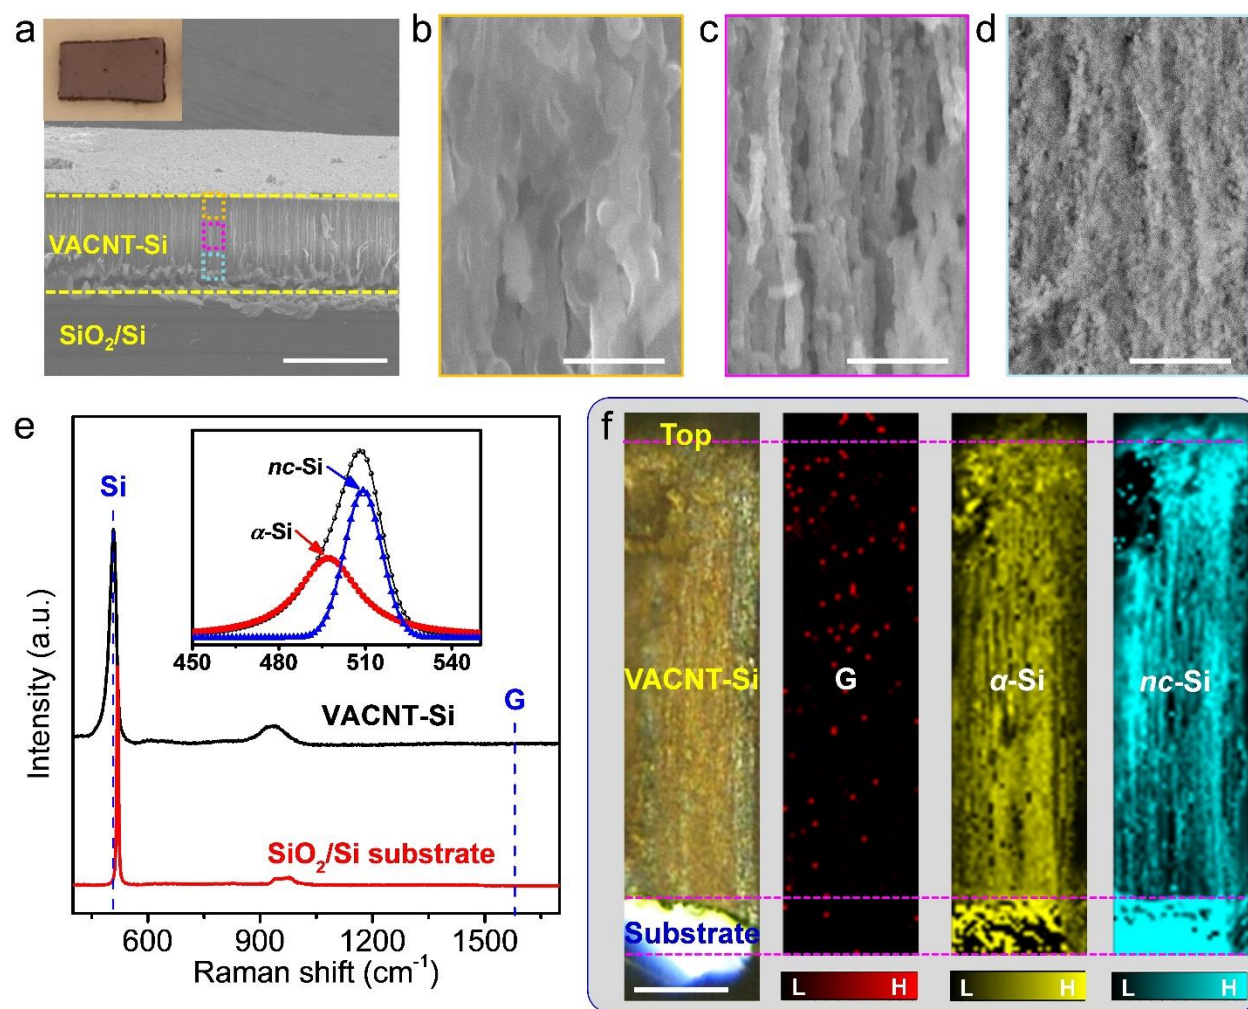 a
b
c
d
VACNT-Si
SiO₂/Si
e
Si
nc-Si
α-Si
450 480 510 540
VACNT-Si
G
SiO₂/Si substrate
600 900 1200 1500
Raman shift (cm⁻¹)
Intensity (a.u.)
f
Top
VACNT-Si
G
α-Si
nc-Si
Substrate
L H
L H
L H